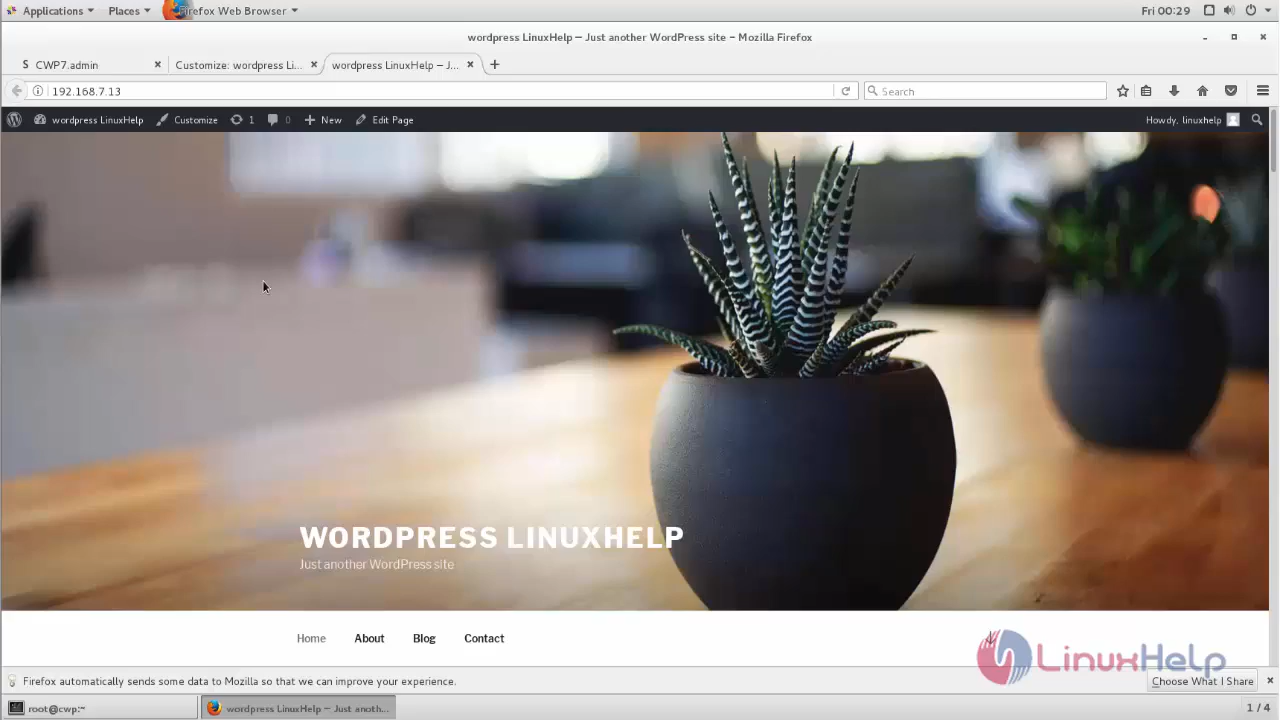 Applications Places Firefox Web Browser Fri 00:29
wordpress LinuxHelp — Just another WordPress site - Mozilla Firefox
S CWP7.admin Customize: wordpress Li... wordpress LinuxHelp — J...
192.168.7.13 Search
wordpress LinuxHelp Customize 1 0 New Edit Page Howdy, linuxhelp
WORDPRESS LINUXHELP
Just another WordPress site
Home About Blog Contact
LinuxHelp
Firefox automatically sends some data to Mozilla so that we can improve your experience. Choose What I Share
root@cwp:~ wordpress LinuxHelp — Just anoth... 1 / 4